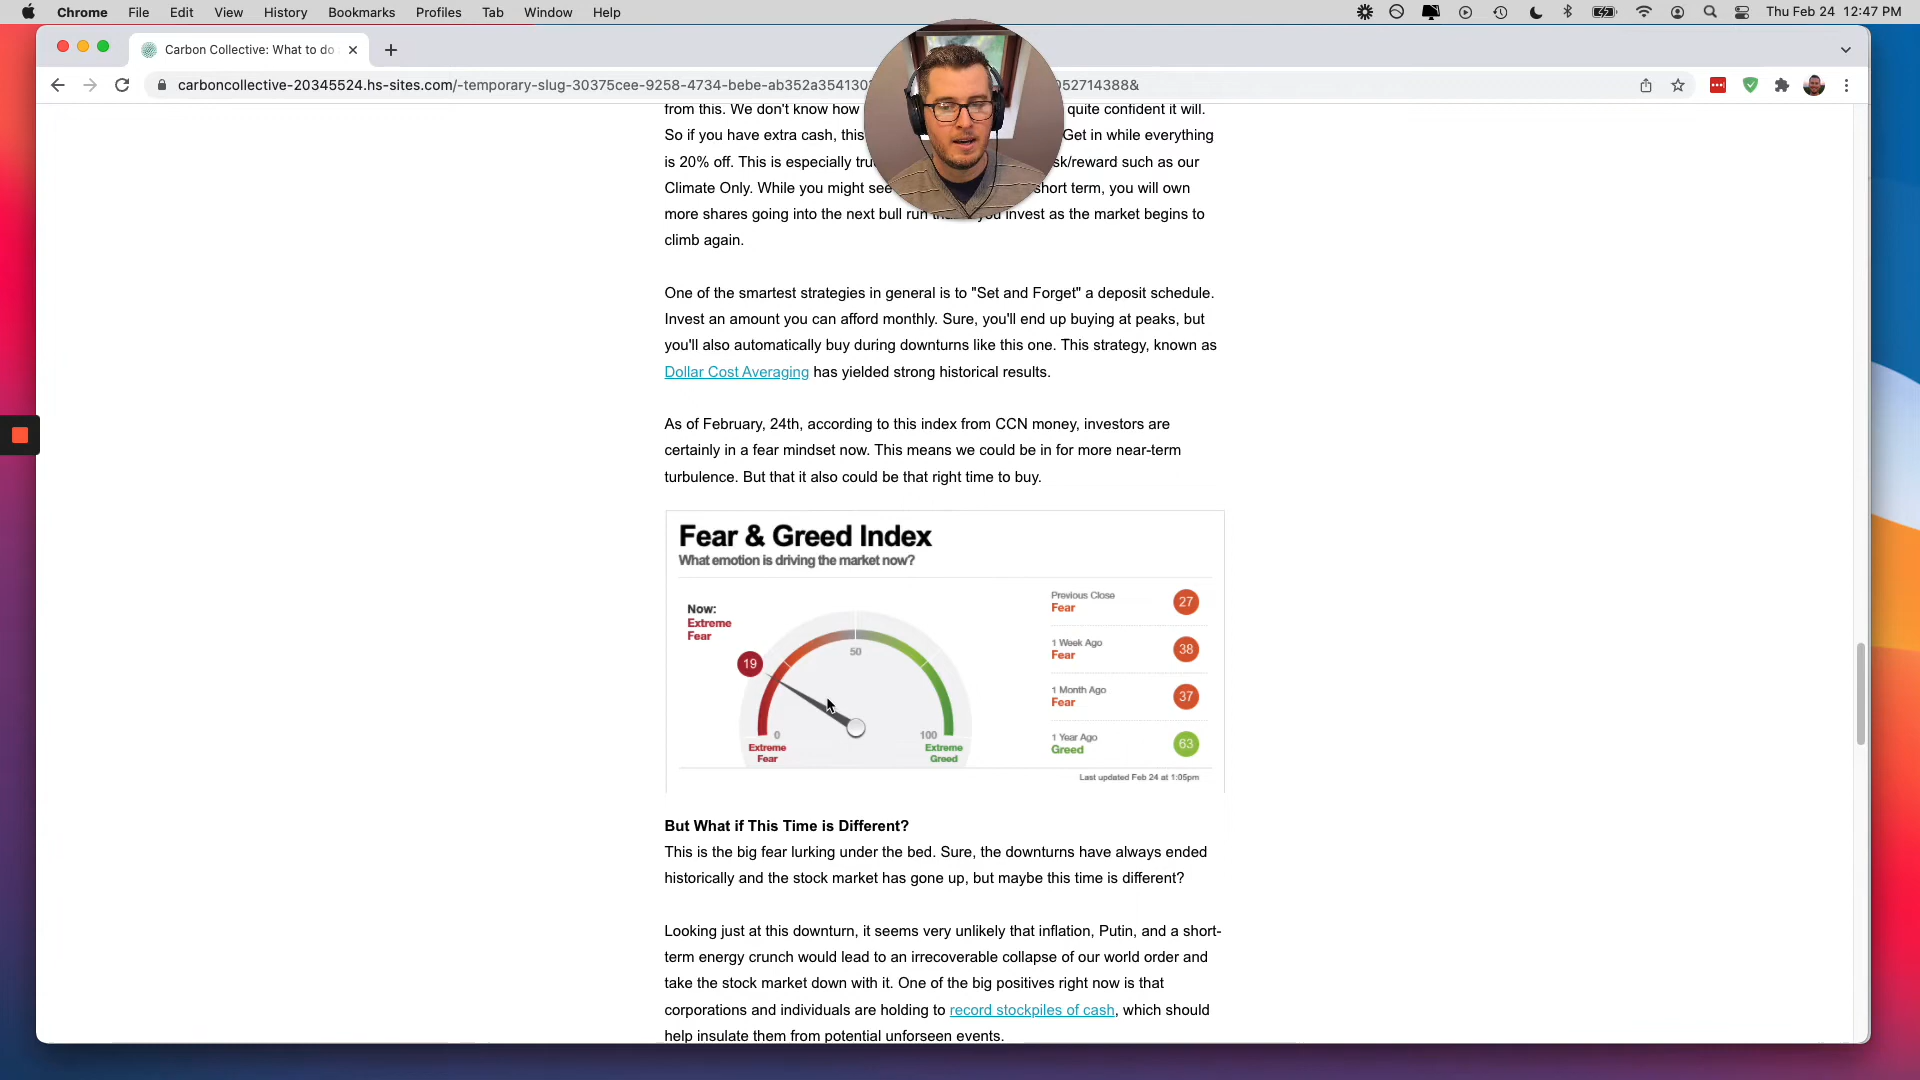 Chrome File Edit View History Bookmarks Profiles Tab Window Help Thu Feb 24 12:47 PM
Carbon Collective: What to do
carboncollective-20345524.hs-sites.com/-temporary-slug-30375cee-9258-4734-bebe-ab352a354130 52714388&
from this. We don't know how quite confident it will.
So if you have extra cash, this Get in while everything
is 20% off. This is especially sk/reward such as our
Climate Only. While you might see short term, you will own
more shares going into the next bull run you invest as the market begins to
climb again.
One of the smartest strategies in general is to "Set and Forget" a deposit schedule.
Invest an amount you can afford monthly. Sure, you'll end up buying at peaks, but
you'll also automatically buy during downturns like this one. This strategy, known as
Dollar Cost Averaging has yielded strong historical results.
As of February, 24th, according to this index from CCN money, investors are
certainly in a fear mindset now. This means we could be in for more near-term
turbulence. But that it also could be that right time to buy.
Fear & Greed Index
What emotion is driving the market now?
Now:
Extreme
Fear
19
50
0
100
Extreme
Fear
Extreme
Greed
Previous Close
Fear
27
1 Week Ago
Fear
38
1 Month Ago
Fear
37
1 Year Ago
Greed
63
Last updated Feb 24 at 1:05pm
But What if This Time is Different?
This is the big fear lurking under the bed. Sure, the downturns have always ended
historically and the stock market has gone up, but maybe this time is different?
Looking just at this downturn, it seems very unlikely that inflation, Putin, and a short-
term energy crunch would lead to an irrecoverable collapse of our world order and
take the stock market down with it. One of the big positives right now is that
corporations and individuals are holding to record stockpiles of cash, which should
help insulate them from potential unforseen events.